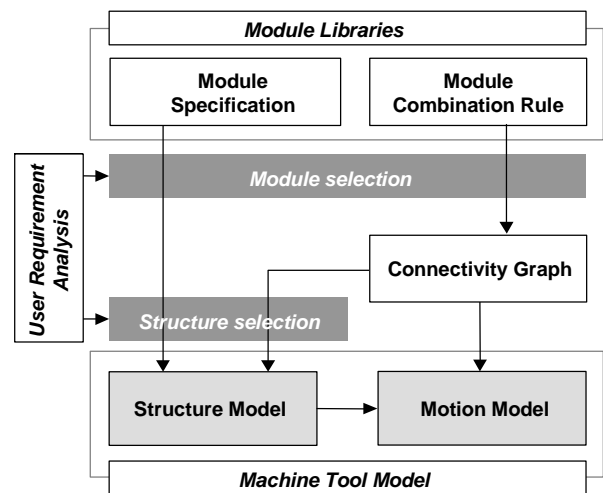 Module Libraries
Module
Specification
Module
Combination Rule
User Requirement
Analysis
Module selection
Connectivity Graph
Structure selection
Structure Model
Motion Model
Machine Tool Model